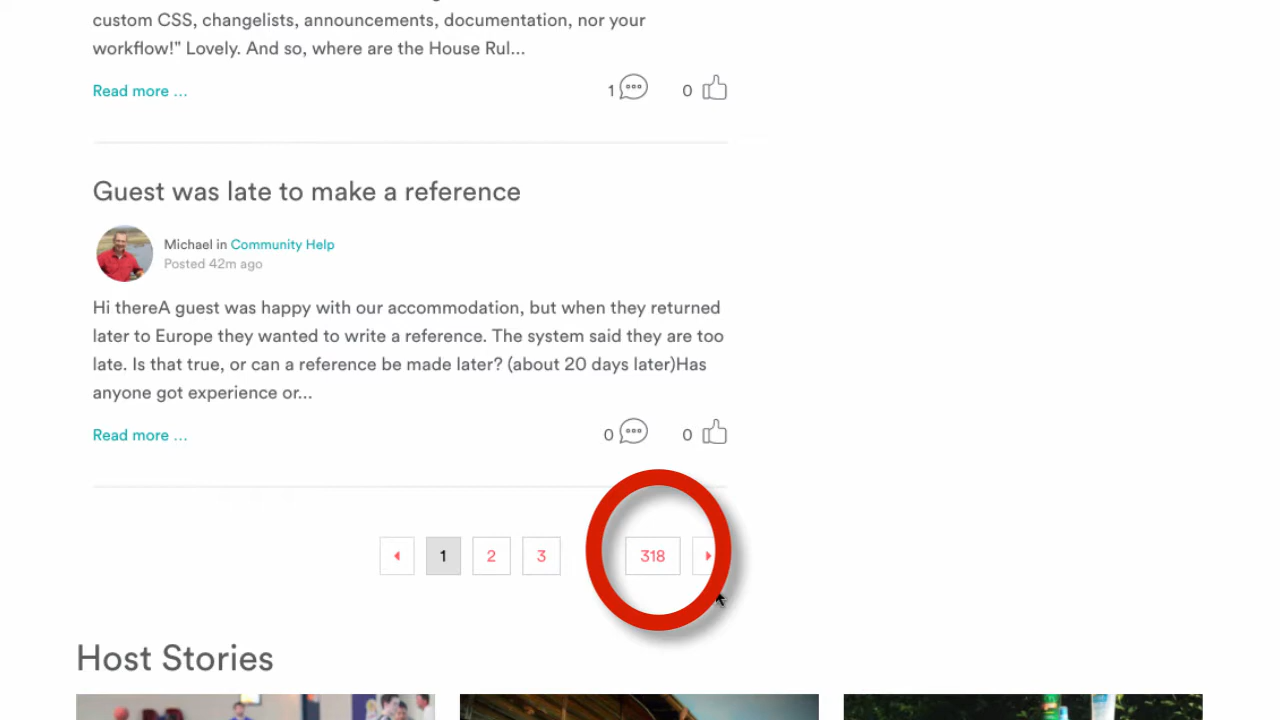 custom CSS, changelists, announcements, documentation, nor your
workflow!" Lovely. And so, where are the House Rul...
Read more ...
1
0
Guest was late to make a reference
Michael in Community Help
Posted 42m ago
Hi thereA guest was happy with our accommodation, but when they returned
later to Europe they wanted to write a reference. The system said they are too
late. Is that true, or can a reference be made later? (about 20 days later)Has
anyone got experience or...
Read more ...
0
0
1
2
3
318
Host Stories